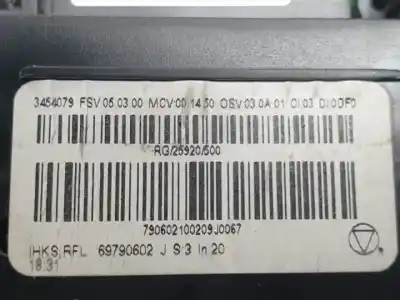 3454079 FSV:05.03.00 MCV:00.14.50 OSV:03.0A.01 CI:03 DI:0DF0
RG/25920/500
790602100209J0067
IHKS,RFL 69790602 J S:3 In 20
18.31